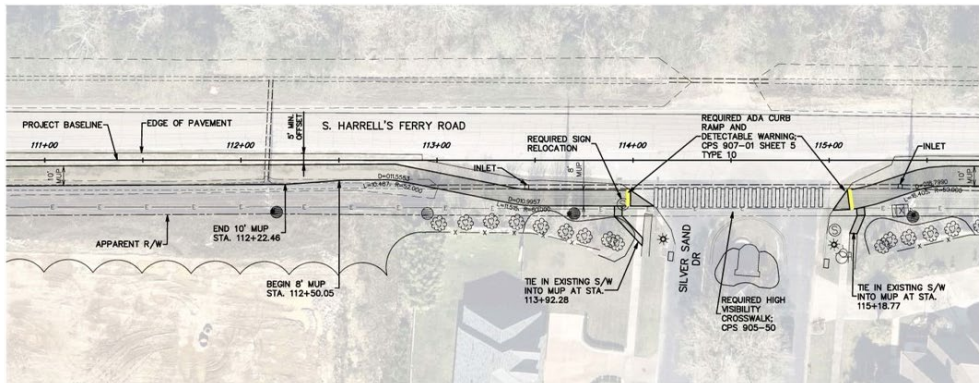 S. HARRELL'S FERRY ROAD
PROJECT BASELINE
EDGE OF PAVEMENT
5' MIN.
OFFSET
111+00
112+00
113+00
114+00
115+00
REQUIRED SIGN
RELOCATION
REQUIRED ADA CURB
RAMP AND
DETECTABLE WARNING;
CPS 907-01 SHEET 5
TYPE 10
INLET
INLET
10'
MUP
8'
MUP
10'
MUP
APPARENT R/W
END 10' MUP
STA. 112+22.46
BEGIN 8' MUP
STA. 112+50.05
TIE IN EXISTING S/W
INTO MUP AT STA.
113+92.28
SILVER SAND
DR
REQUIRED HIGH
VISIBILITY
CROSSWALK;
CPS 905-50
TIE IN EXISTING S/W
INTO MUP AT STA.
115+18.77